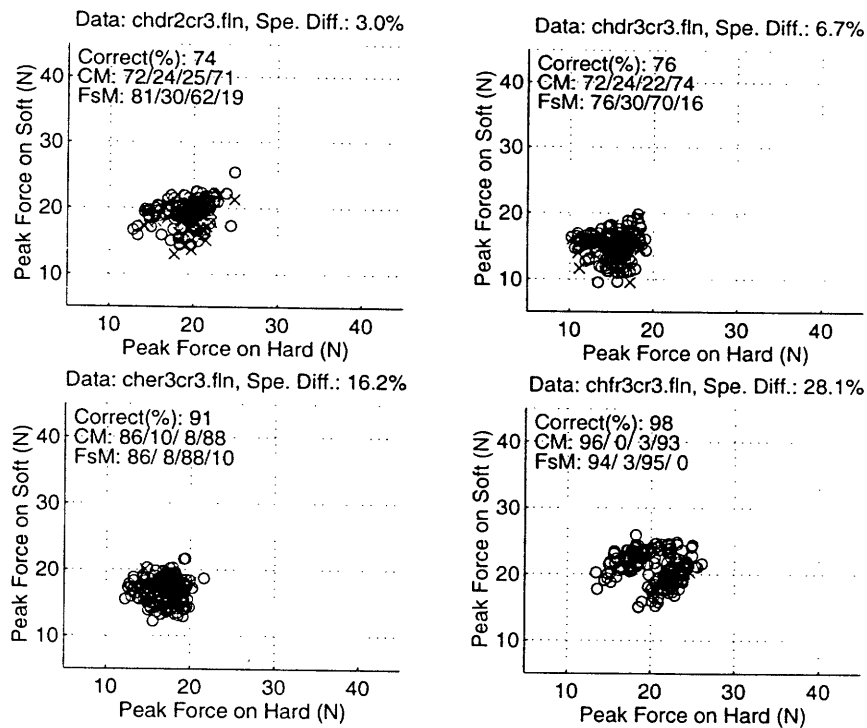 Data: chdr2cr3.fln, Spe. Diff.: 3.0%
Correct(%): 74
CM: 72/24/25/71
FsM: 81/30/62/19
Peak Force on Soft (N)
40
30
20
10
10 20 30 40
Peak Force on Hard (N)
Data: chdr3cr3.fln, Spe. Diff.: 6.7%
Correct(%): 76
CM: 72/24/22/74
FsM: 76/30/70/16
Peak Force on Soft (N)
40
30
20
10
10 20 30 40
Peak Force on Hard (N)
Data: cher3cr3.fln, Spe. Diff.: 16.2%
Correct(%): 91
CM: 86/10/ 8/88
FsM: 86/ 8/88/10
Peak Force on Soft (N)
40
30
20
10
10 20 30 40
Peak Force on Hard (N)
Data: chfr3cr3.fln, Spe. Diff.: 28.1%
Correct(%): 98
CM: 96/ 0/ 3/93
FsM: 94/ 3/95/ 0
Peak Force on Soft (N)
40
30
20
10
10 20 30 40
Peak Force on Hard (N)